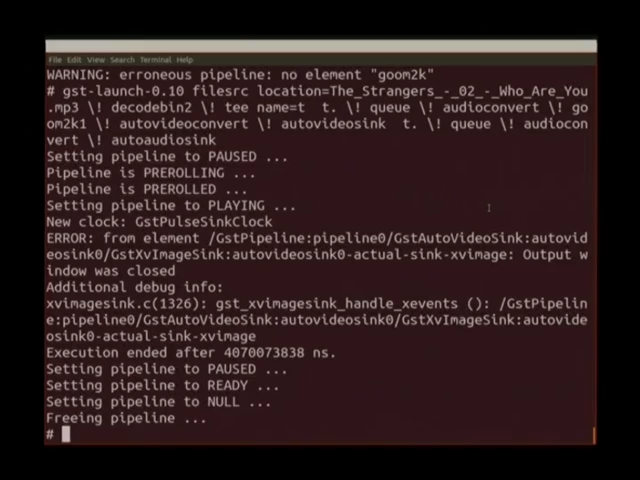 File Edit View Search Terminal Help
WARNING: erroneous pipeline: no element "goom2k"
# gst-launch-0.10 filesrc location=The_Strangers_-_02_-_Who_Are_You
.mp3 \! decodebin2 \! tee name=t  t. \! queue \! audioconvert \! go
om2k1 \! autovideoconvert \! autovideosink  t. \! queue \! audiocon
vert \! autoaudiosink
Setting pipeline to PAUSED ...
Pipeline is PREROLLING ...
Pipeline is PREROLLED ...
Setting pipeline to PLAYING ...
New clock: GstPulseSinkClock
ERROR: from element /GstPipeline:pipeline0/GstAutoVideoSink:autovid
eosink0/GstXvImageSink:autovideosink0-actual-sink-xvimage: Output w
indow was closed
Additional debug info:
xvimagesink.c(1326): gst_xvimagesink_handle_xevents (): /GstPipelin
e:pipeline0/GstAutoVideoSink:autovideosink0/GstXvImageSink:autovide
osink0-actual-sink-xvimage
Execution ended after 4070073838 ns.
Setting pipeline to PAUSED ...
Setting pipeline to READY ...
Setting pipeline to NULL ...
Freeing pipeline ...
#